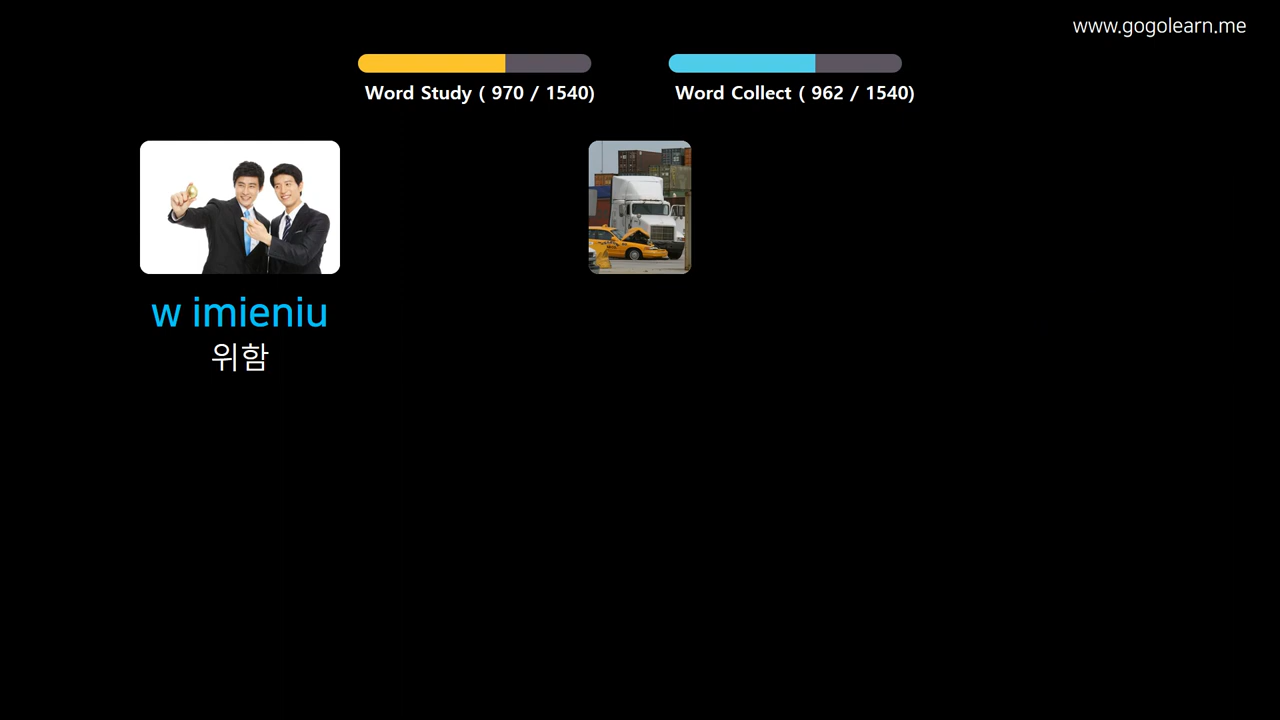 www.gogolearn.me
Word Study ( 970 / 1540)
Word Collect ( 962 / 1540)
w imieniu
위함